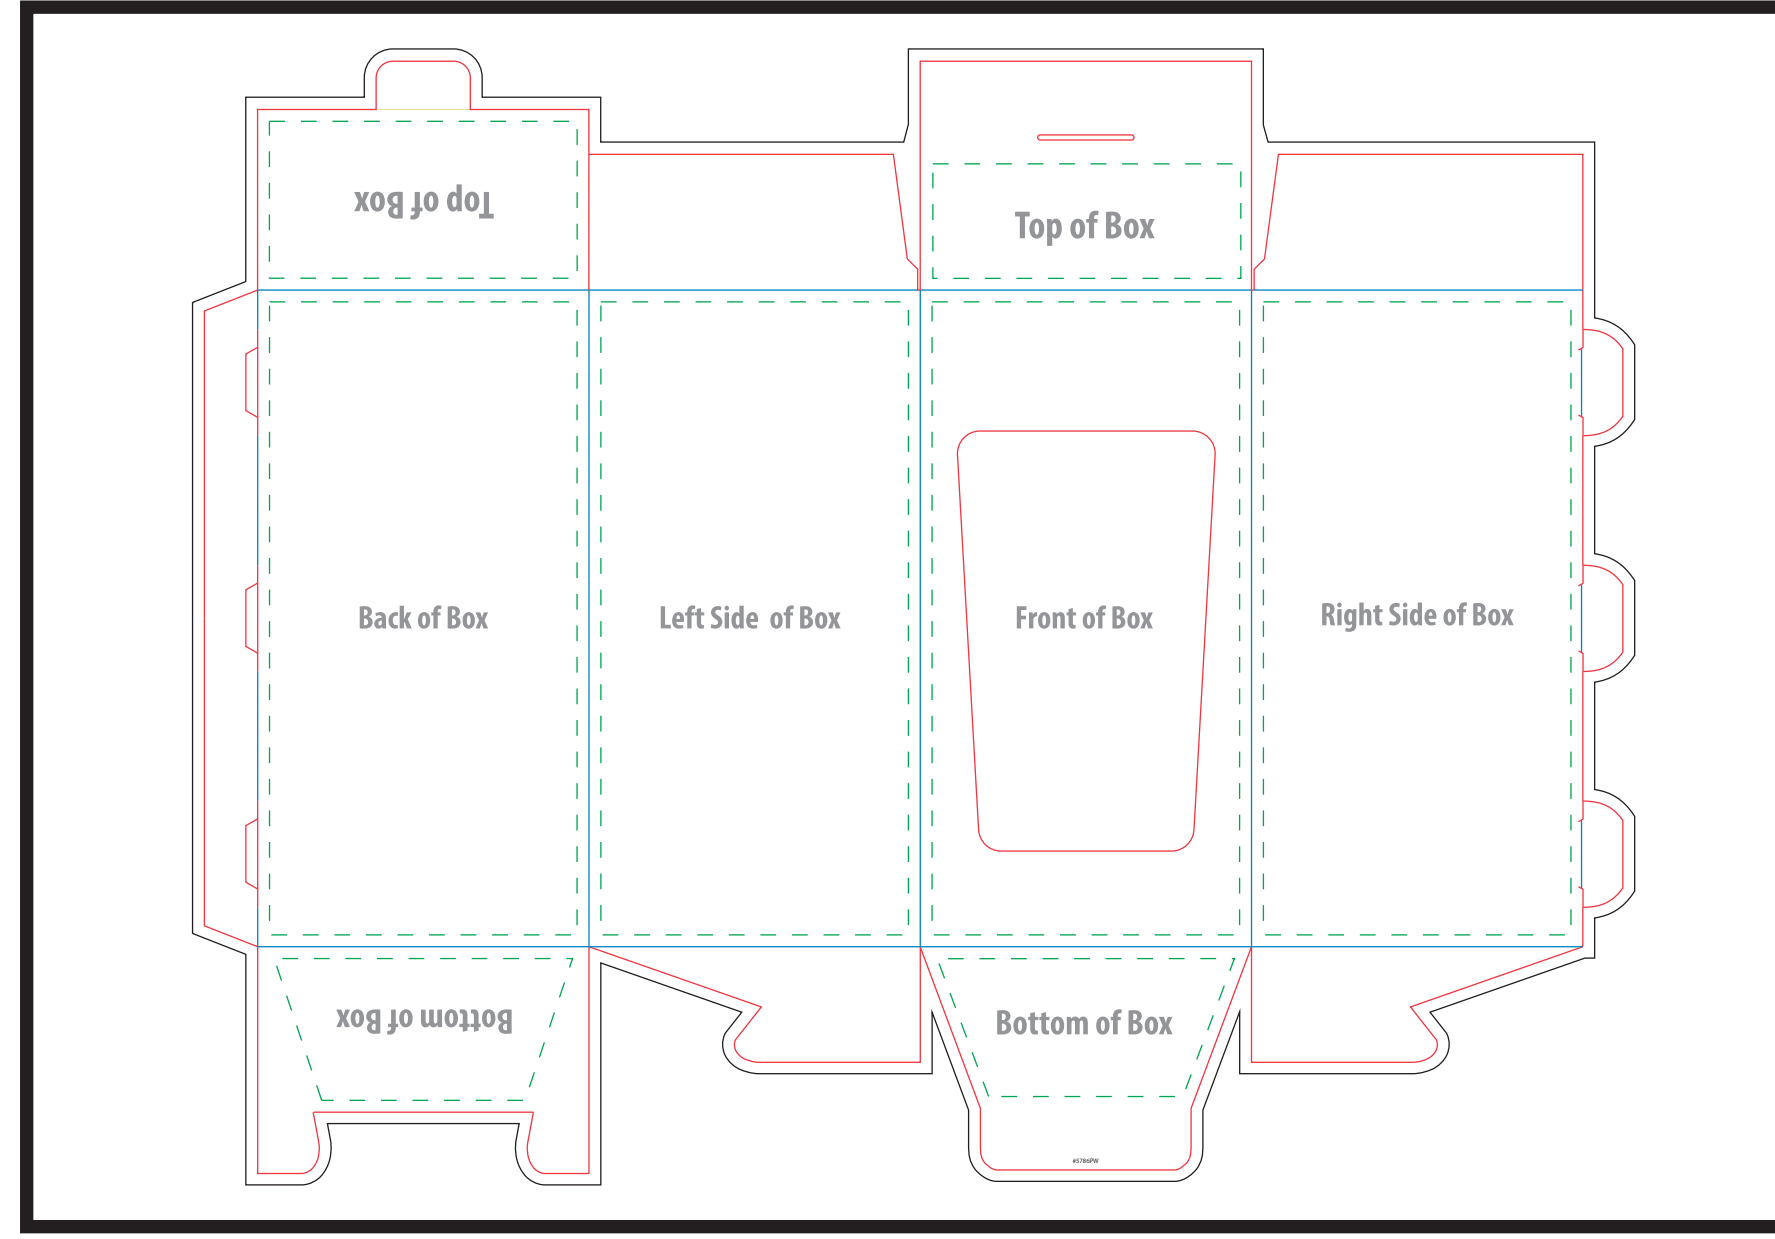 Top of Box
Top of Box
Back of Box
Left Side  of Box
Front of Box
Right Side of Box
Bottom of Box
Bottom of Box
#5786PW